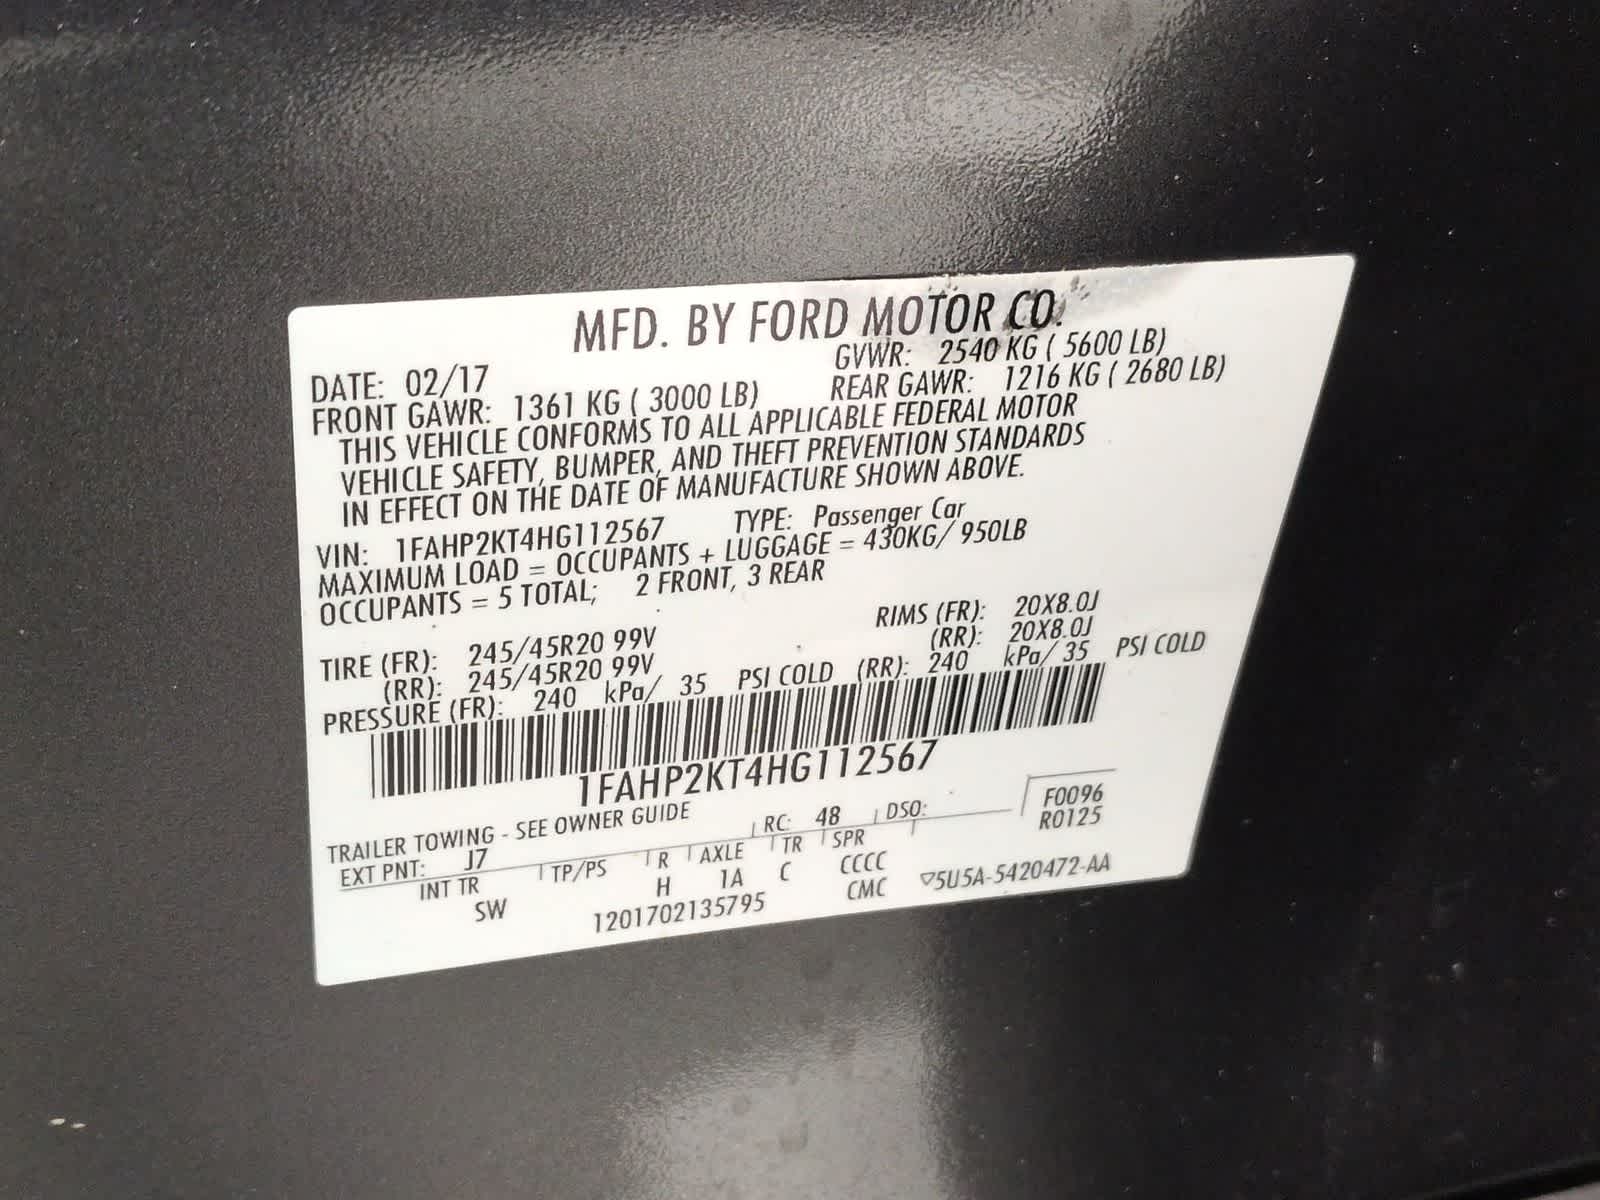 MFD. BY FORD MOTOR CO.
DATE: 02/17 GVWR: 2540 KG ( 5600 LB)
FRONT GAWR: 1361 KG ( 3000 LB) REAR GAWR: 1216 KG ( 2680 LB)
THIS VEHICLE CONFORMS TO ALL APPLICABLE FEDERAL MOTOR
VEHICLE SAFETY, BUMPER, AND THEFT PREVENTION STANDARDS
IN EFFECT ON THE DATE OF MANUFACTURE SHOWN ABOVE.
VIN: 1FAHP2KT4HG112567 TYPE: Passenger Car
MAXIMUM LOAD = OCCUPANTS + LUGGAGE = 430KG/ 950LB
OCCUPANTS = 5 TOTAL; 2 FRONT, 3 REAR
TIRE (FR): 245/45R20 99V RIMS (FR): 20X8.0J
(RR): 245/45R20 99V (RR): 20X8.0J
PRESSURE (FR): 240 kPa/ 35 PSI COLD (RR): 240 kPa/ 35 PSI COLD
1FAHP2KT4HG112567
TRAILER TOWING - SEE OWNER GUIDE
EXT PNT: J7 RC: 48 DSO: F0096
R0125
INT TR TP/PS R AXLE TR SPR
SW H 1A C CCCC
1201702135795 CMC ▽5U5A-5420472-AA